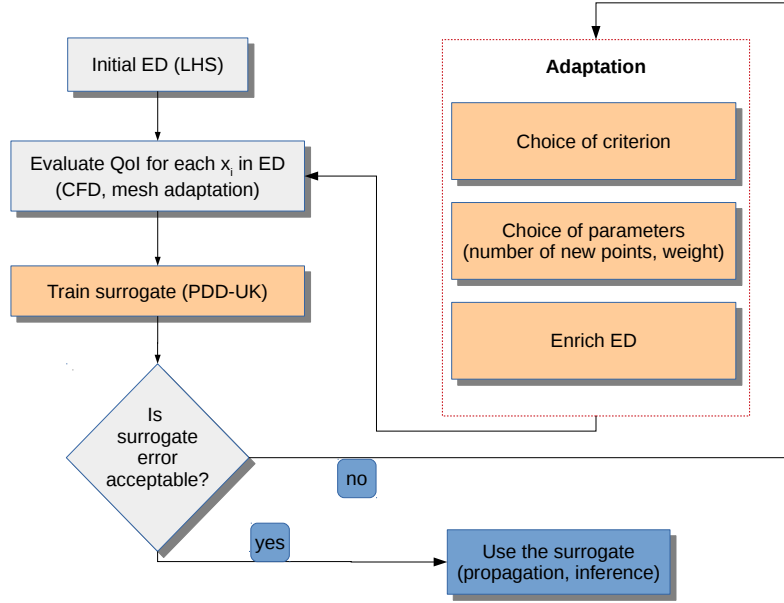 Initial ED (LHS)
Evaluate QoI for each xi in ED
(CFD, mesh adaptation)
Train surrogate (PDD-UK)
Is
surrogate
error
acceptable?
no
yes
Adaptation
Choice of criterion
Choice of parameters
(number of new points, weight)
Enrich ED
Use the surrogate
(propagation, inference)